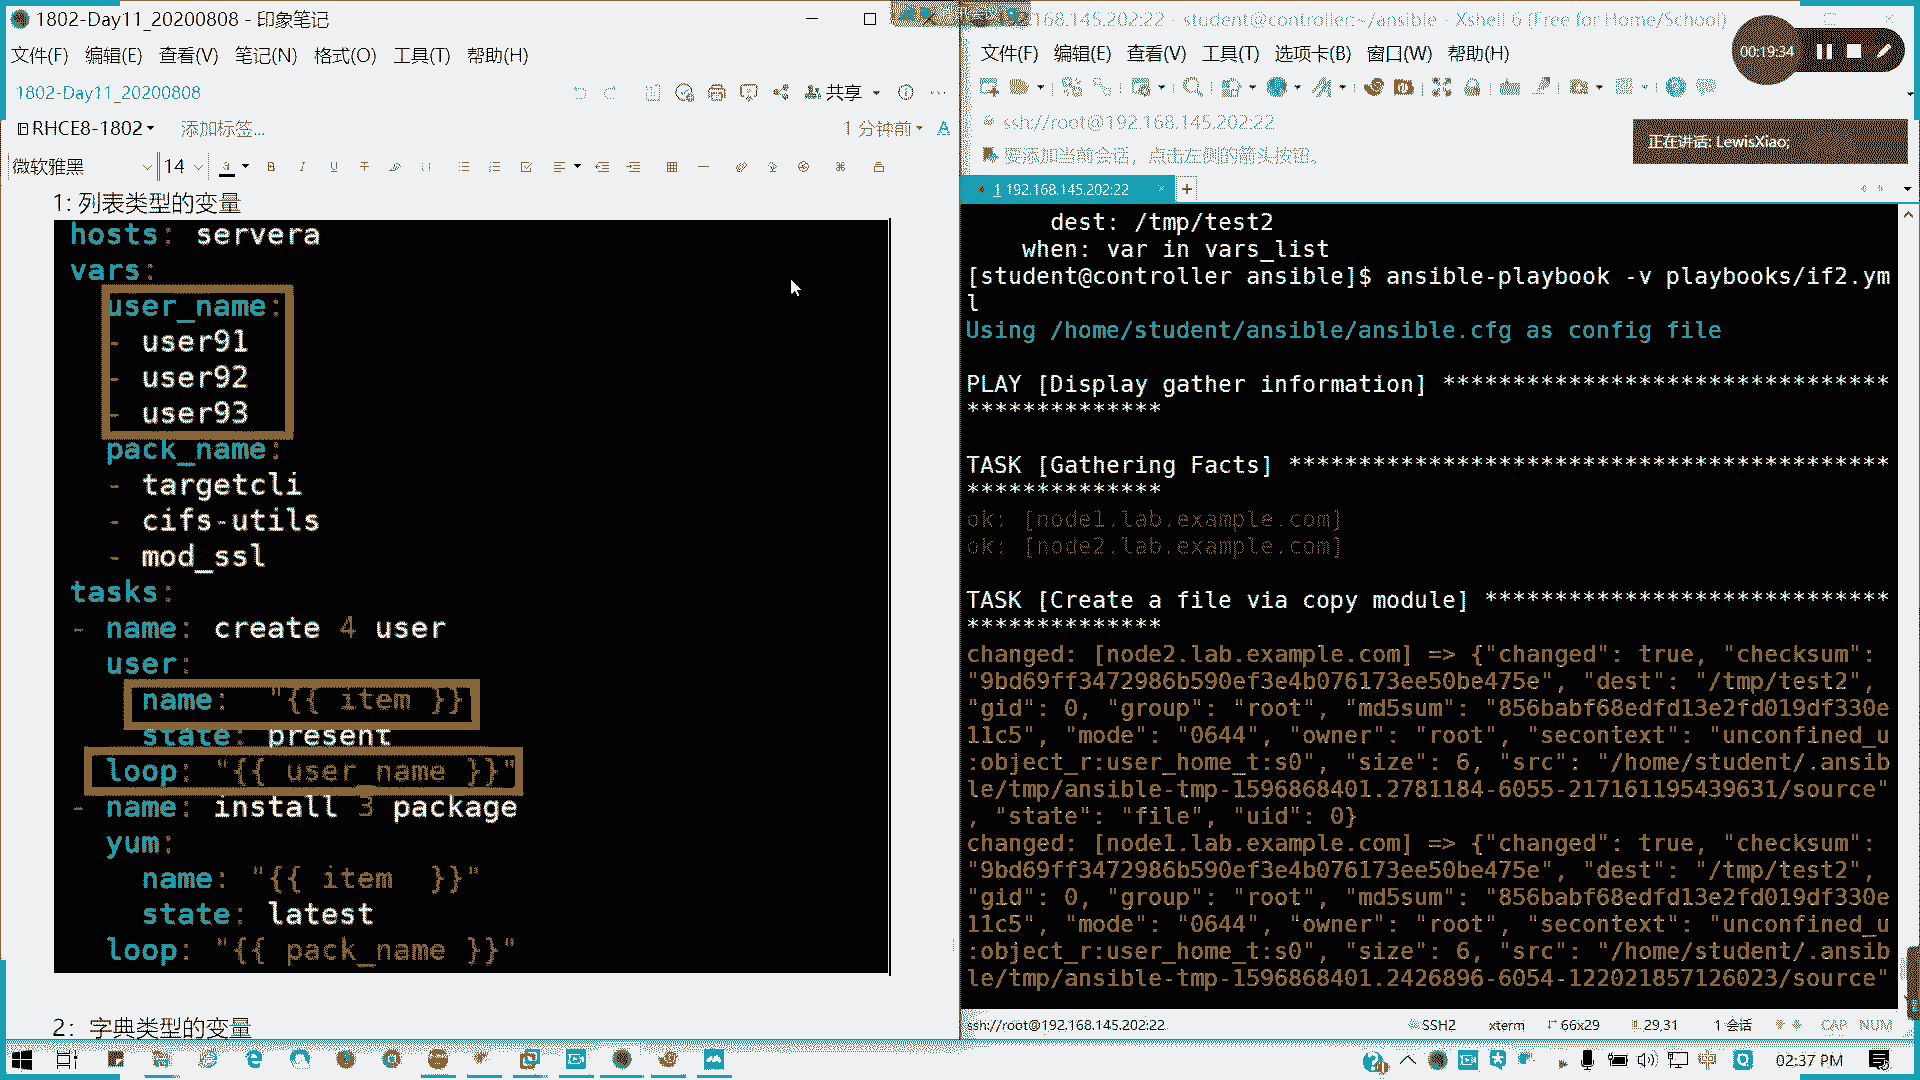 1802-Day11_20200808 - 印象笔记
文件(F) 编辑(E) 查看(V) 笔记(N) 格式(O) 工具(T) 帮助(H)
1802-Day11_20200808
共享
RHCE8-1802
添加标签...
1 分钟前
微软雅黑
14
1: 列表类型的变量
hosts: servera
vars:
user_name:
- user91
- user92
- user93
pack_name:
- targetcli
- cifs-utils
- mod_ssl
tasks:
- name: create 4 user
user:
name: "{{ item }}
state: present
loop: "{{ user_name }}"
- name: install 3 package
yum:
name: "{{ item  }}"
state: latest
loop: "{{ pack_name }}"
2: 字典类型的变量
192.168.145.202:22 - student@controller:~/ansible - Xshell 6 (Free for Home/School)
文件(F) 编辑(E) 查看(V) 工具(T) 选项卡(B) 窗口(W) 帮助(H)
00:19:34
ssh://root@192.168.145.202:22
正在讲话: LewisXiao;
要添加当前会话，点击左侧的箭头按钮。
1 192.168.145.202:22
dest: /tmp/test2
when: var in vars_list
[student@controller ansible]$ ansible-playbook -v playbooks/if2.ym
l
Using /home/student/ansible/ansible.cfg as config file
PLAY [Display gather information] **********************************
**************
TASK [Gathering Facts] *********************************************
**************
ok: [node1.lab.example.com]
ok: [node2.lab.example.com]
TASK [Create a file via copy module] *****************************
**************
changed: [node2.lab.example.com] => {"changed": true, "checksum":
"9bd69ff3472986b590ef3e4b076173ee50be475e", "dest": "/tmp/test2",
"gid": 0, "group": "root", "md5sum": "856babf68edfd13e2fd019df330e
11c5", "mode": "0644", "owner": "root", "secontext": "unconfined_u
:object_r:user_home_t:s0", "size": 6, "src": "/home/student/.ansib
le/tmp/ansible-tmp-1596868401.2781184-6055-217161195439631/source"
, "state": "file", "uid": 0}
changed: [node1.lab.example.com] => {"changed": true, "checksum":
"9bd69ff3472986b590ef3e4b076173ee50be475e", "dest": "/tmp/test2",
"gid": 0, "group": "root", "md5sum": "856babf68edfd13e2fd019df330e
11c5", "mode": "0644", "owner": "root", "secontext": "unconfined_u
:object_r:user_home_t:s0", "size": 6, "src": "/home/student/.ansib
le/tmp/ansible-tmp-1596868401.2426896-6054-122021857126023/source"
ssh://root@192.168.145.202:22
SSH2
xterm
66x29
29,31
1 会话
CAP NUM
02:37 PM